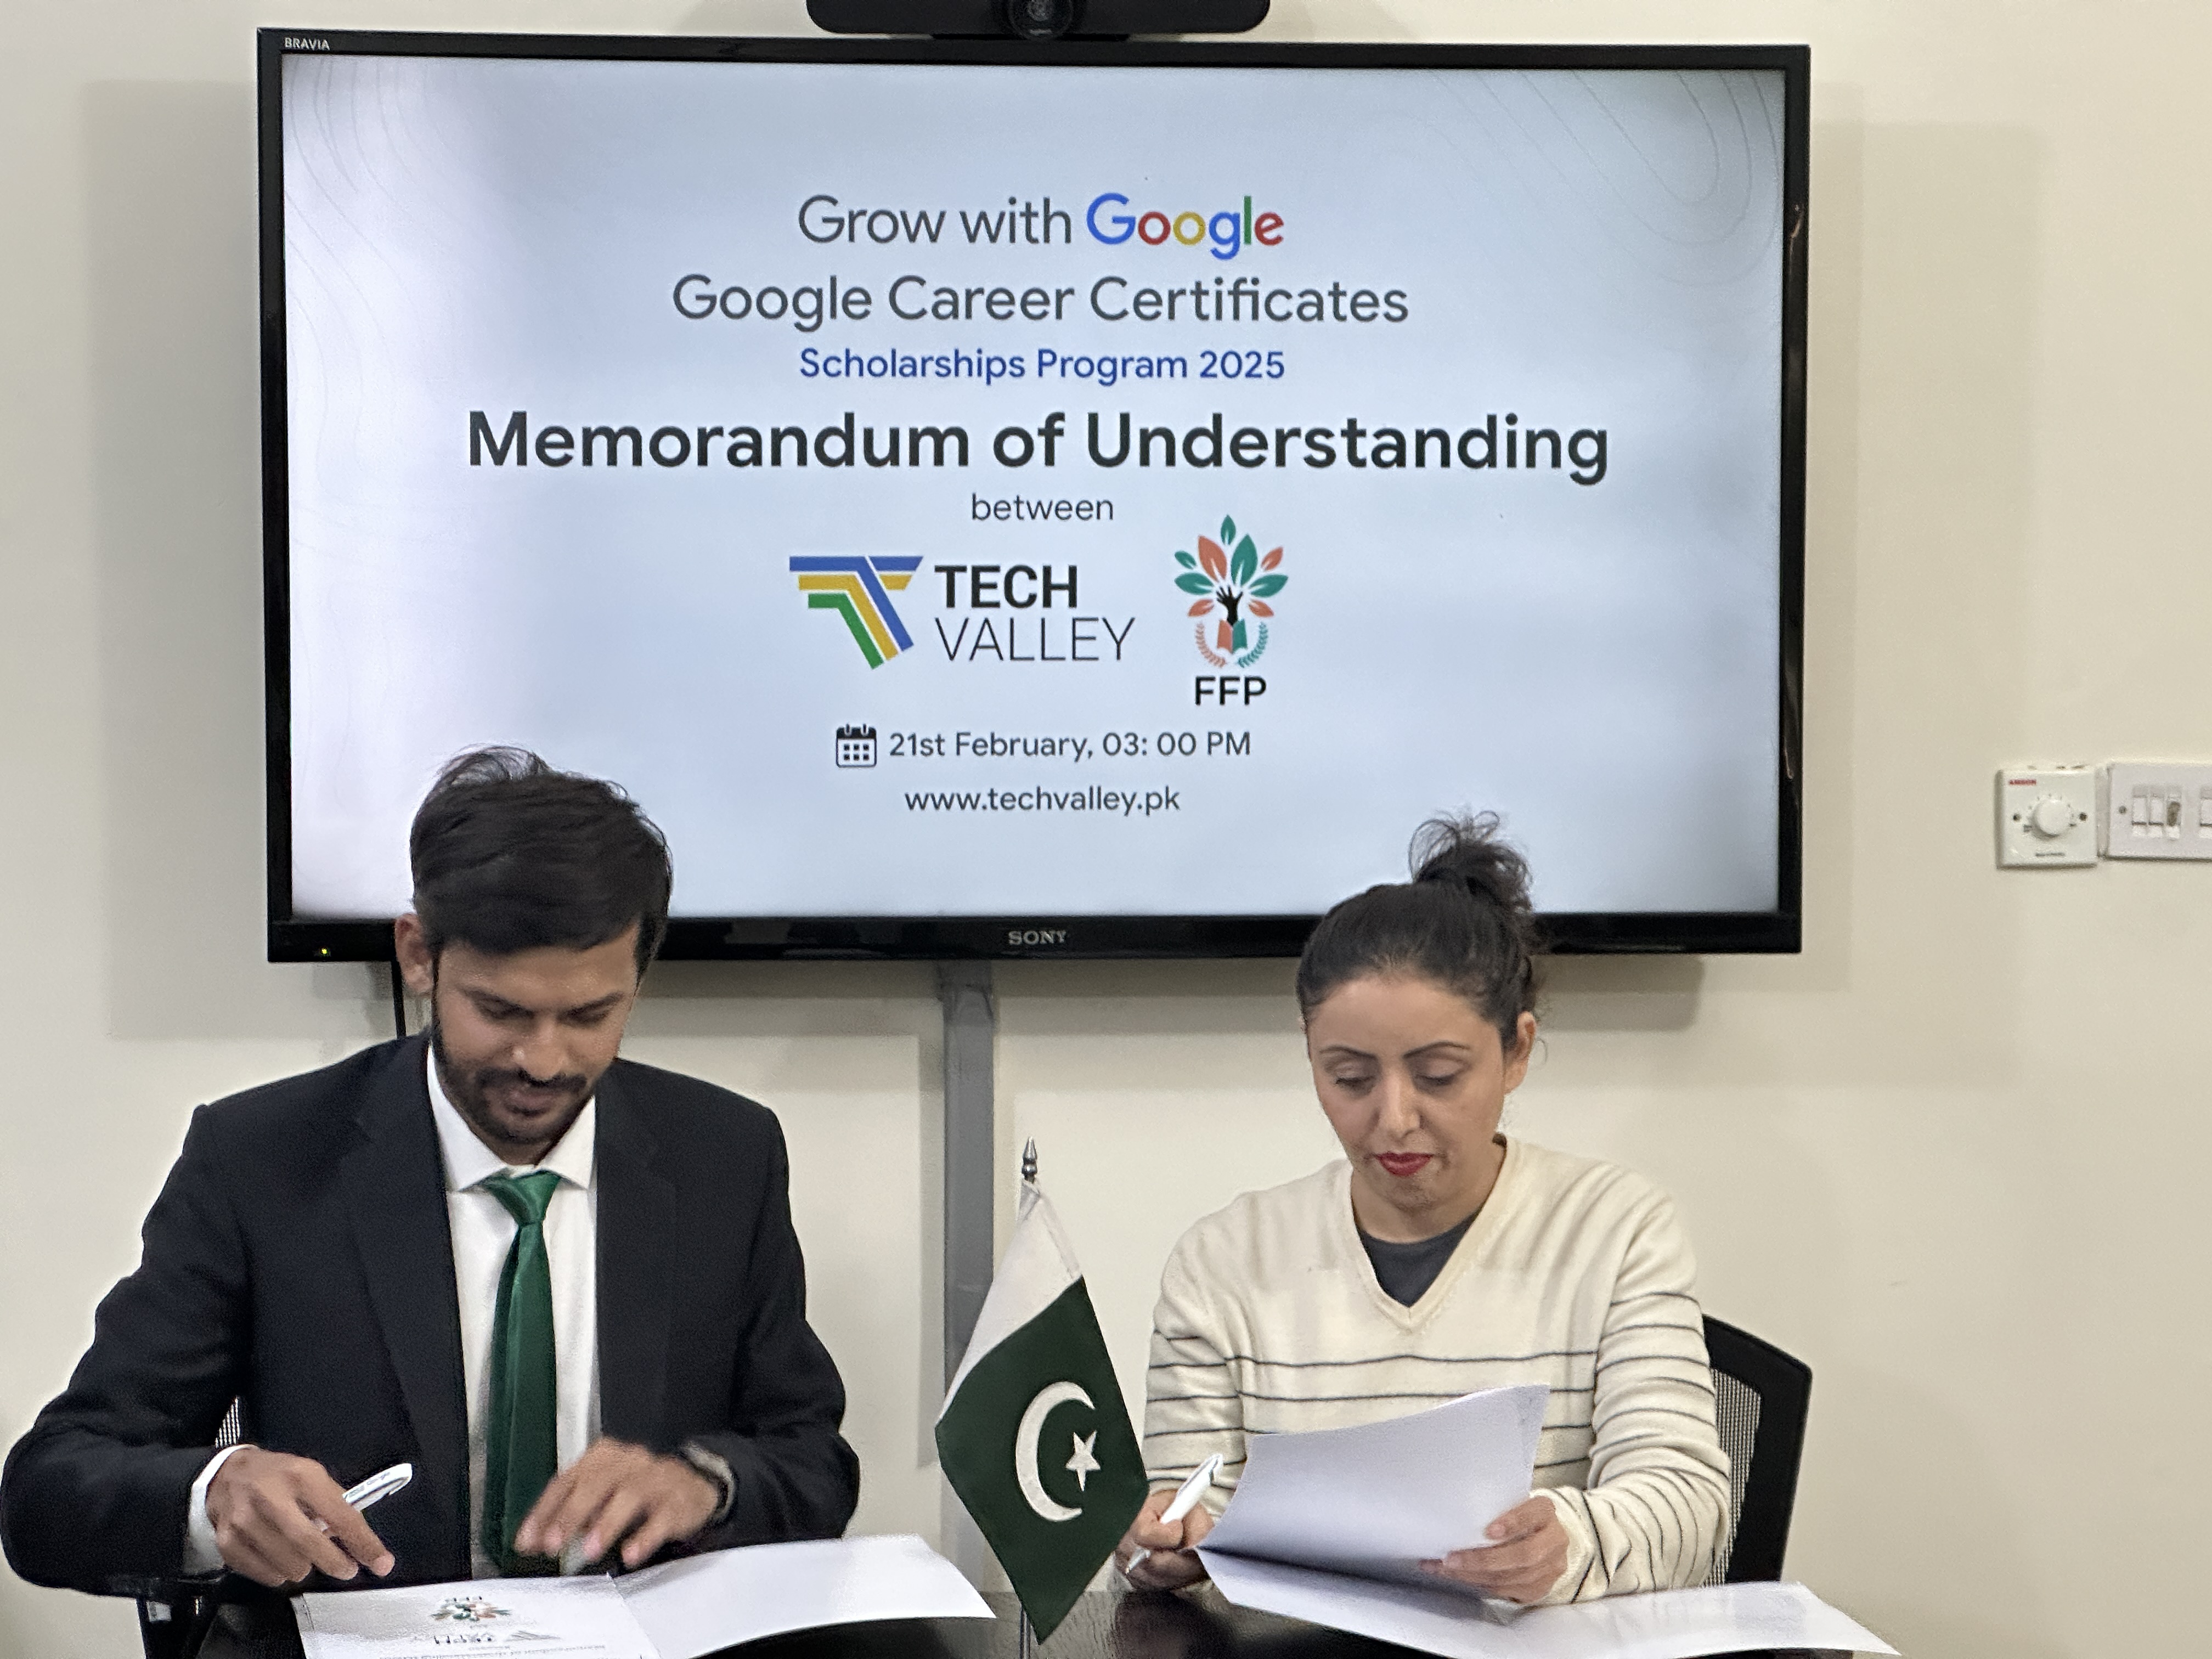 BRAVIA
Grow with Google
Google Career Certificates
Scholarships Program 2025
Memorandum of Understanding
between
TECH
VALLEY
FFP
21st February, 03: 00 PM
www.techvalley.pk
SONY